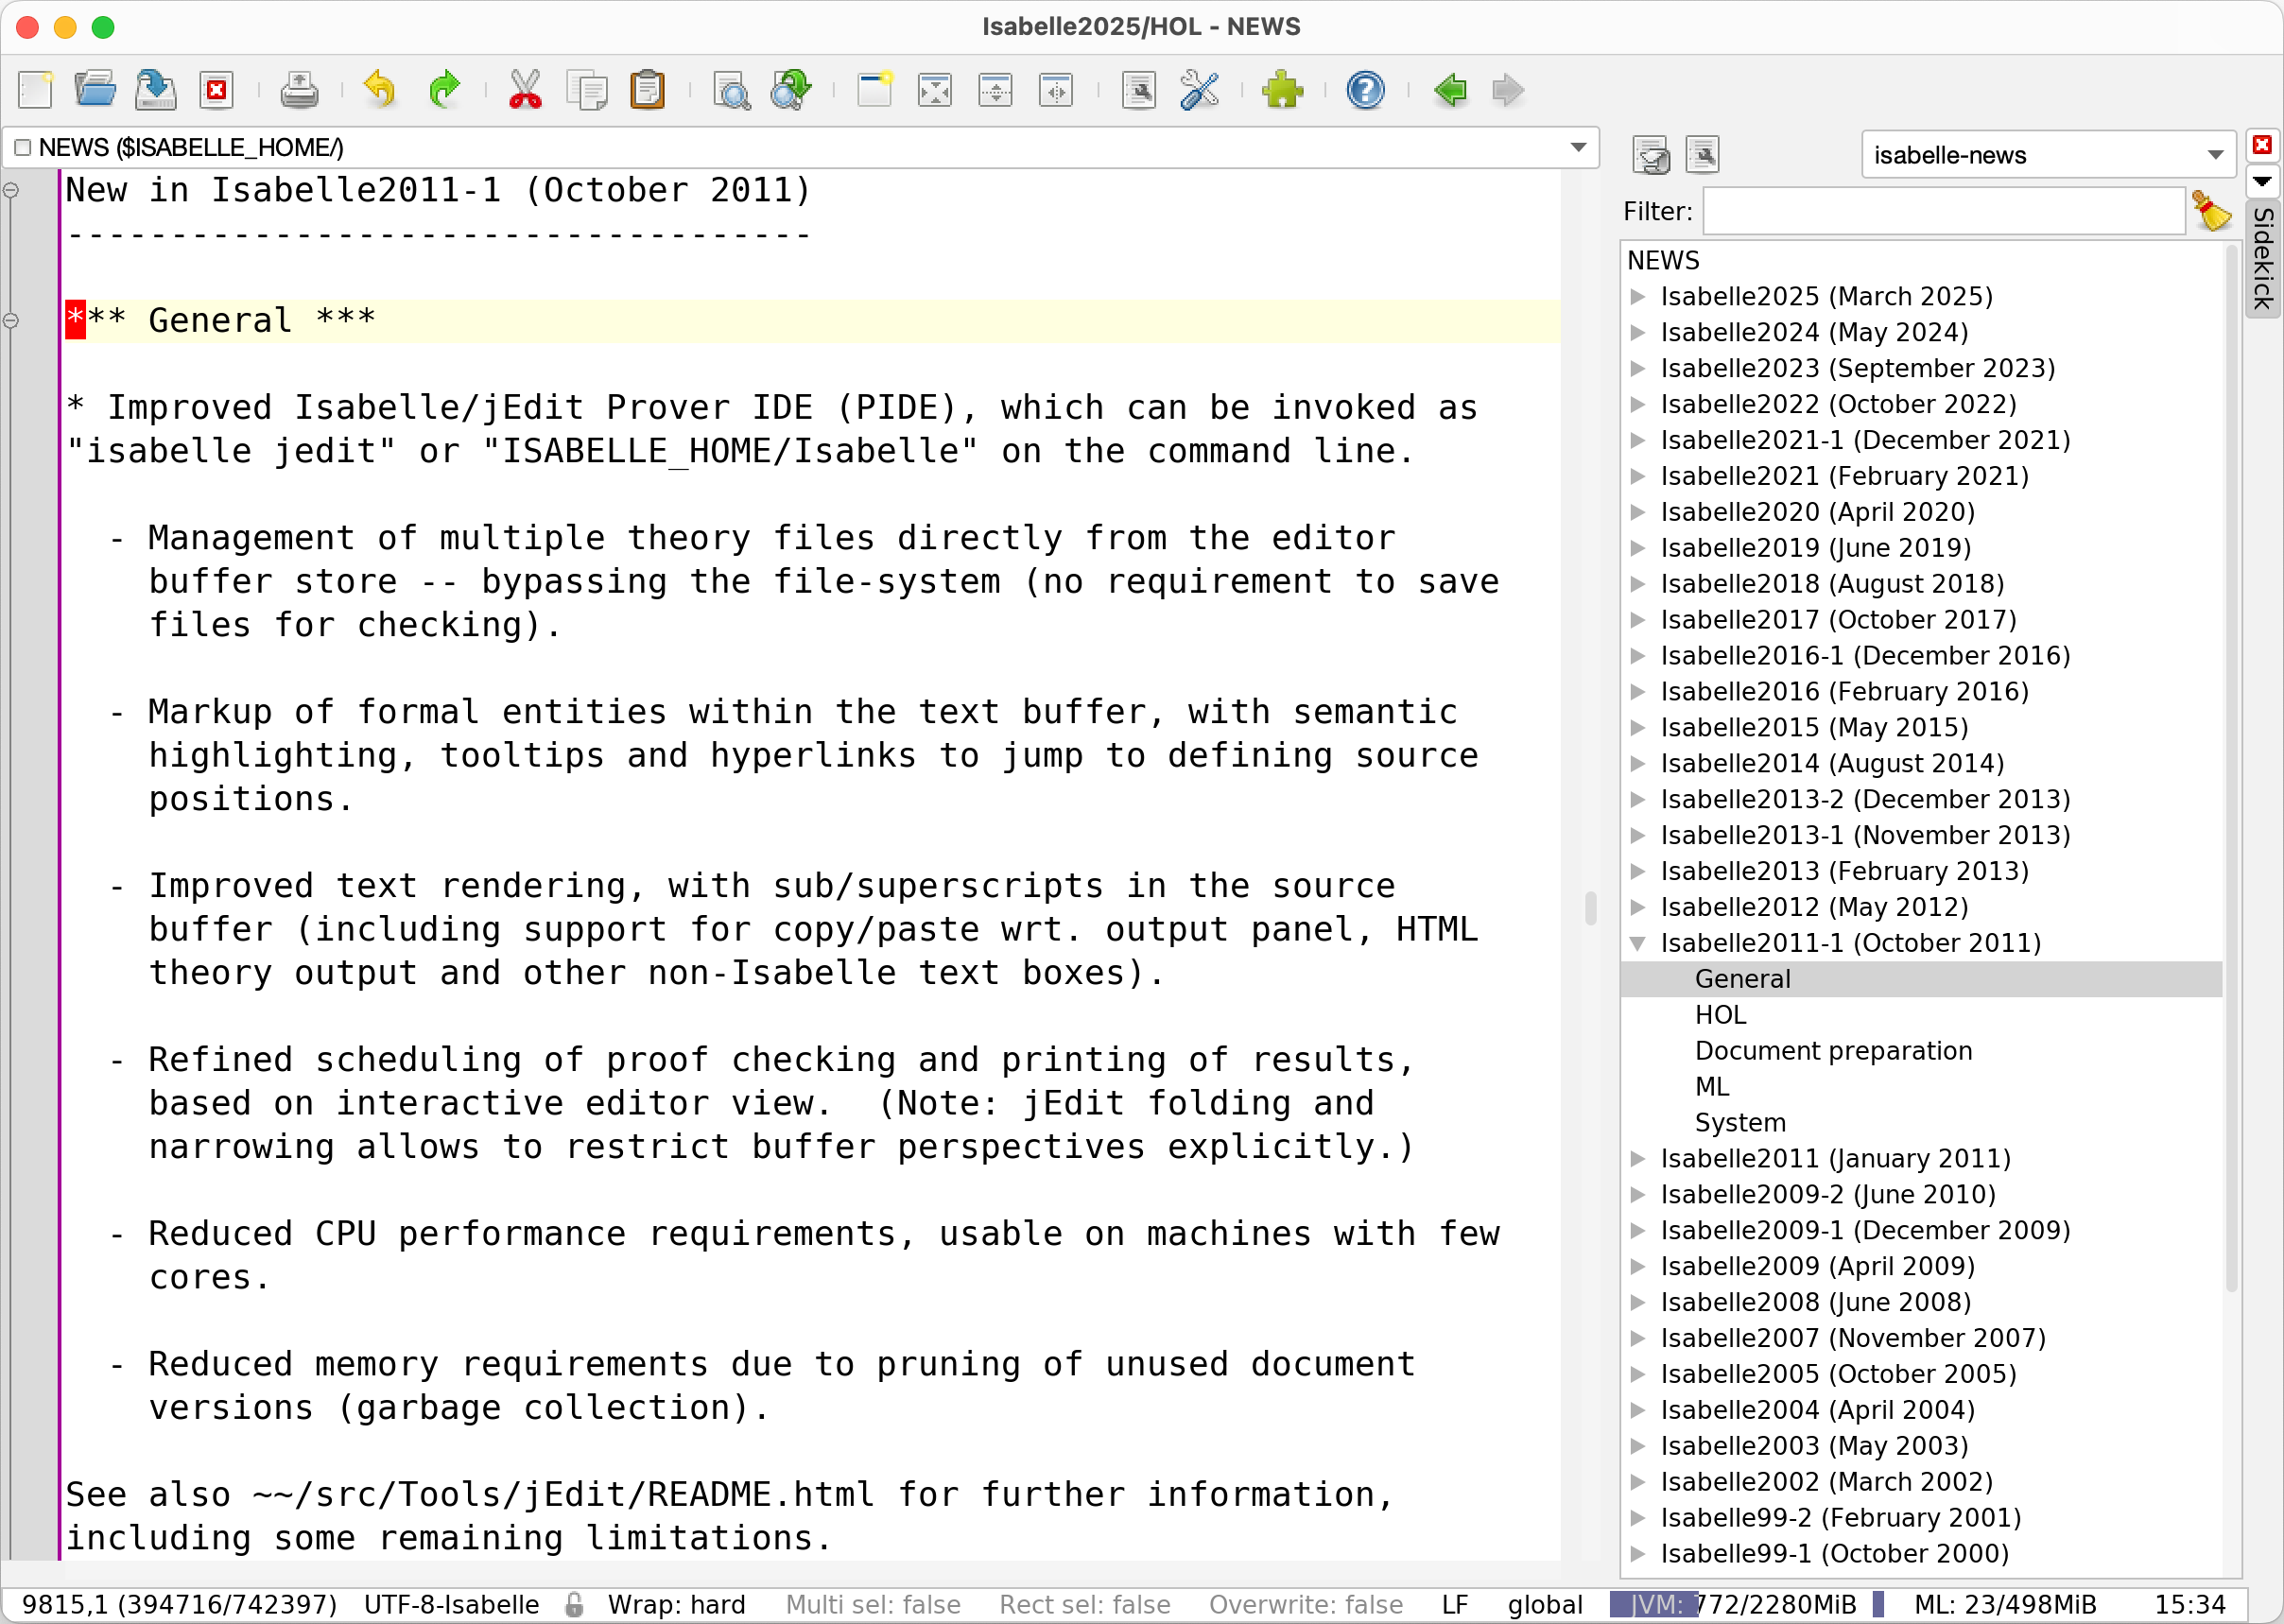 Isabelle2025/HOL - NEWS
NEWS ($ISABELLE_HOME/)
New in Isabelle2011-1 (October 2011)
------------------------------------
*** General ***
* Improved Isabelle/jEdit Prover IDE (PIDE), which can be invoked as
"isabelle jedit" or "ISABELLE_HOME/Isabelle" on the command line.
- Management of multiple theory files directly from the editor
buffer store -- bypassing the file-system (no requirement to save
files for checking).
- Markup of formal entities within the text buffer, with semantic
highlighting, tooltips and hyperlinks to jump to defining source
positions.
- Improved text rendering, with sub/superscripts in the source
buffer (including support for copy/paste wrt. output panel, HTML
theory output and other non-Isabelle text boxes).
- Refined scheduling of proof checking and printing of results,
based on interactive editor view.  (Note: jEdit folding and
narrowing allows to restrict buffer perspectives explicitly.)
- Reduced CPU performance requirements, usable on machines with few
cores.
- Reduced memory requirements due to pruning of unused document
versions (garbage collection).
See also ~~/src/Tools/jEdit/README.html for further information,
including some remaining limitations.
isabelle-news
Filter:
Sidekick
NEWS
Isabelle2025 (March 2025)
Isabelle2024 (May 2024)
Isabelle2023 (September 2023)
Isabelle2022 (October 2022)
Isabelle2021-1 (December 2021)
Isabelle2021 (February 2021)
Isabelle2020 (April 2020)
Isabelle2019 (June 2019)
Isabelle2018 (August 2018)
Isabelle2017 (October 2017)
Isabelle2016-1 (December 2016)
Isabelle2016 (February 2016)
Isabelle2015 (May 2015)
Isabelle2014 (August 2014)
Isabelle2013-2 (December 2013)
Isabelle2013-1 (November 2013)
Isabelle2013 (February 2013)
Isabelle2012 (May 2012)
Isabelle2011-1 (October 2011)
General
HOL
Document preparation
ML
System
Isabelle2011 (January 2011)
Isabelle2009-2 (June 2010)
Isabelle2009-1 (December 2009)
Isabelle2009 (April 2009)
Isabelle2008 (June 2008)
Isabelle2007 (November 2007)
Isabelle2005 (October 2005)
Isabelle2004 (April 2004)
Isabelle2003 (May 2003)
Isabelle2002 (March 2002)
Isabelle99-2 (February 2001)
Isabelle99-1 (October 2000)
9815,1 (394716/742397) UTF-8-Isabelle Wrap: hard Multi sel: false Rect sel: false Overwrite: false LF global JVM: 772/2280MiB ML: 23/498MiB 15:34